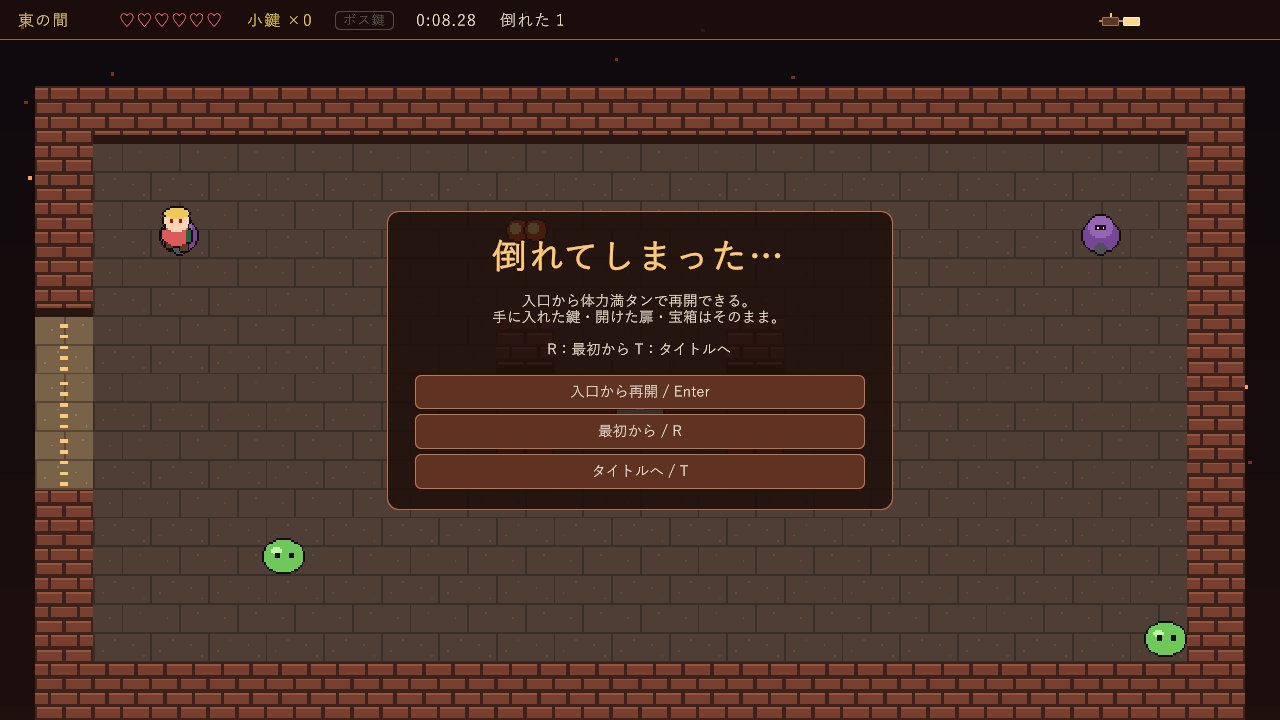 東の間 ♡♡♡♡♡♡ 小鍵 ×0 ボス鍵 0:08.28 倒れた 1
倒れてしまった…
入口から体力満タンで再開できる。
手に入れた鍵・開けた扉・宝箱はそのまま。
R：最初から T：タイトルへ
入口から再開 / Enter
最初から / R
タイトルへ / T